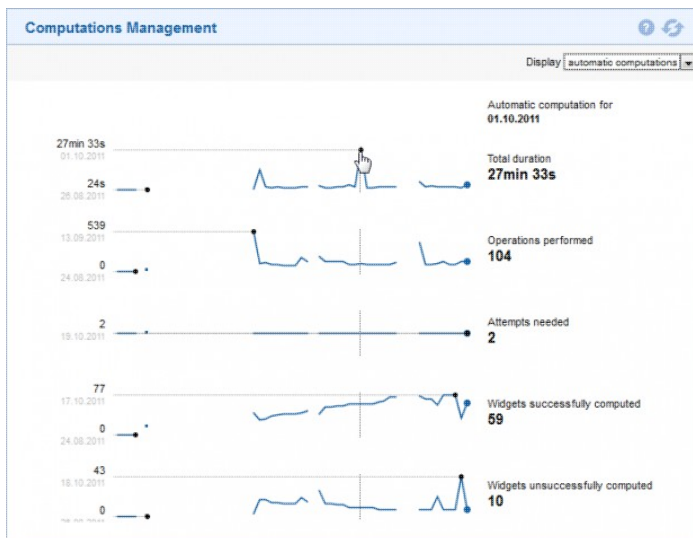 Computations Management
Display automatic computations
Automatic computation for
01.10.2011
27min 33s
01.10.2011
24s
26.08.2011
Total duration
27min 33s
539
13.09.2011
0
24.08.2011
Operations performed
104
2
19.10.2011
Attempts needed
2
77
17.10.2011
0
24.08.2011
Widgets successfully computed
59
43
18.10.2011
0
Widgets unsuccessfully computed
10